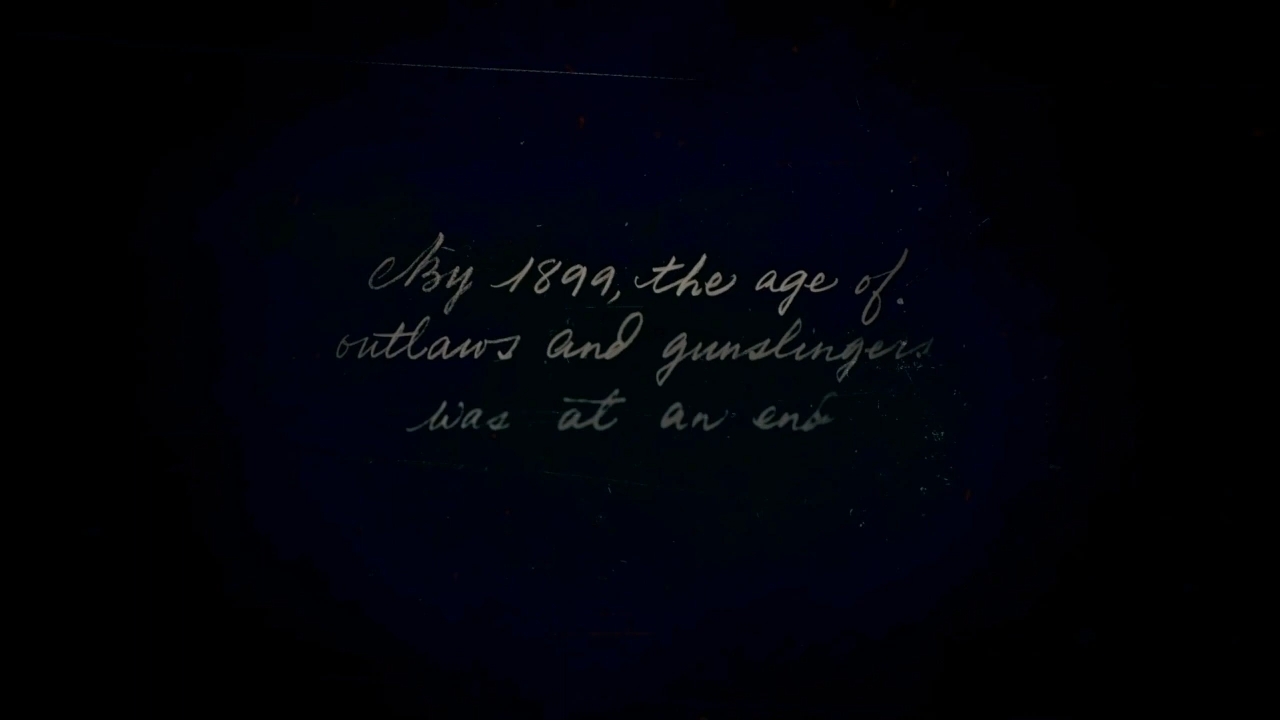 By 1899, the age of
outlaws and gunslingers
was at an end